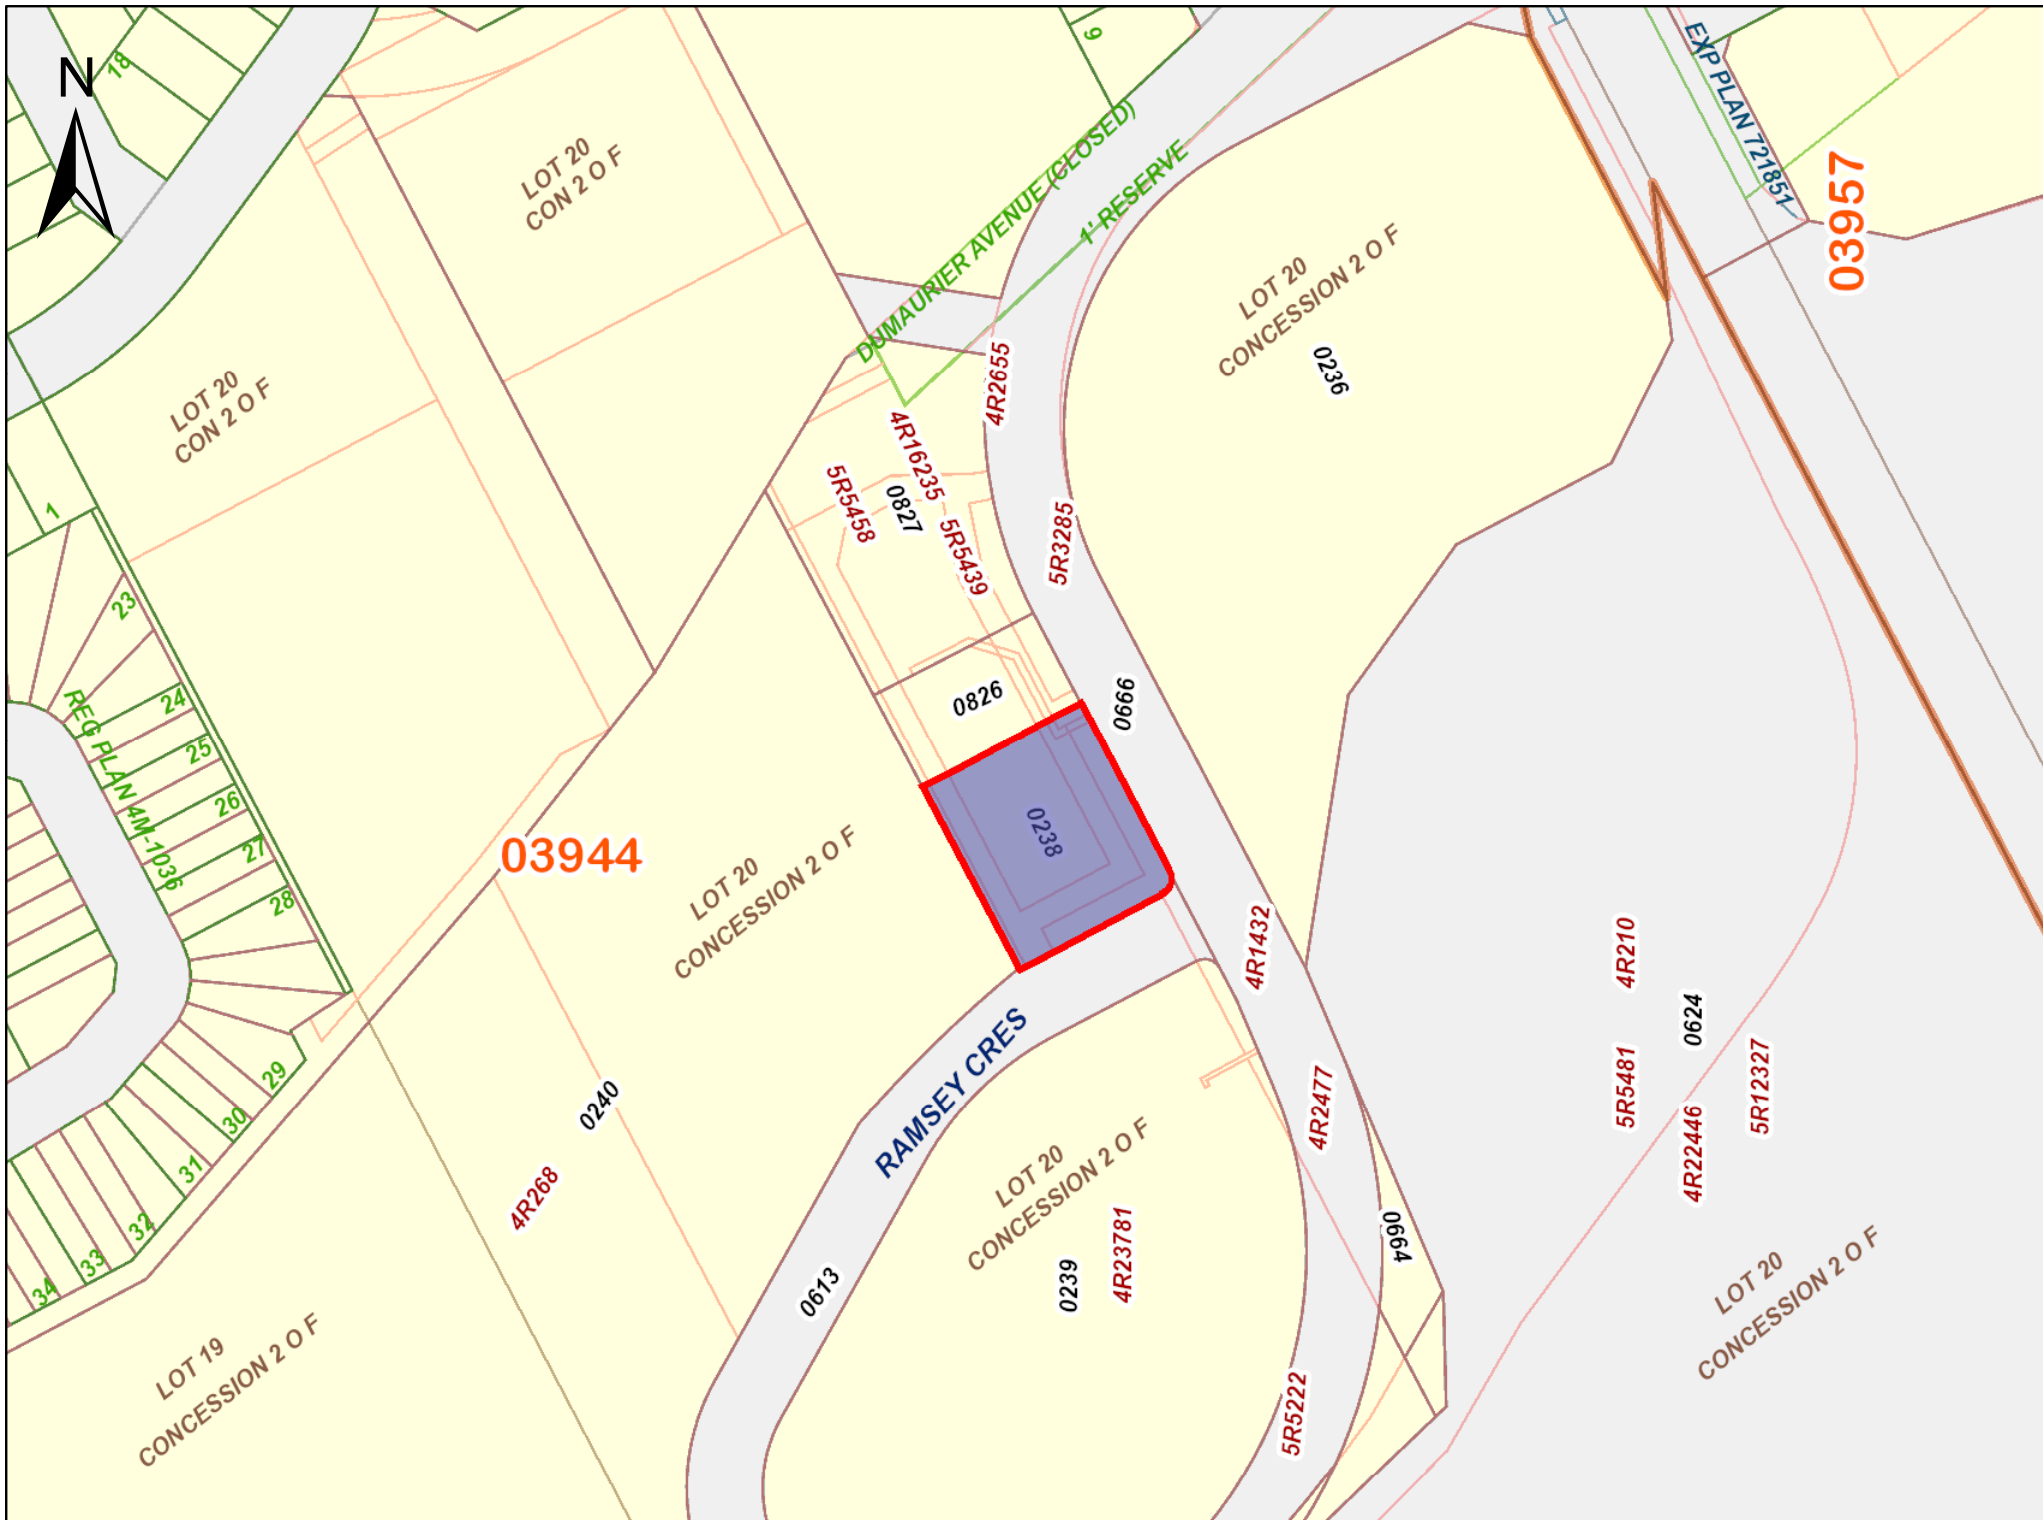 N
18
9
EXP PLAN 721851
03957
LOT 20
CON 2 O F
DUMAURIER AVENUE (CLOSED)
1' RESERVE
LOT 20
CONCESSION 2 O F
0236
LOT 20
CON 2 O F
4R2655
4R16235
5R5458
0827
5R5439
5R3285
1
23
24
25
26
27
28
REG PLAN 4M-1036
0826
0666
0238
03944
LOT 20
CONCESSION 2 O F
4R1432
4R210
0624
5R5481
4R22446
5R12327
RAMSEY CRES
0240
4R268
29
30
31
32
33
34
4R2477
LOT 20
CONCESSION 2 O F
0239
4R23781
0664
0613
5R5222
LOT 20
CONCESSION 2 O F
LOT 19
CONCESSION 2 O F